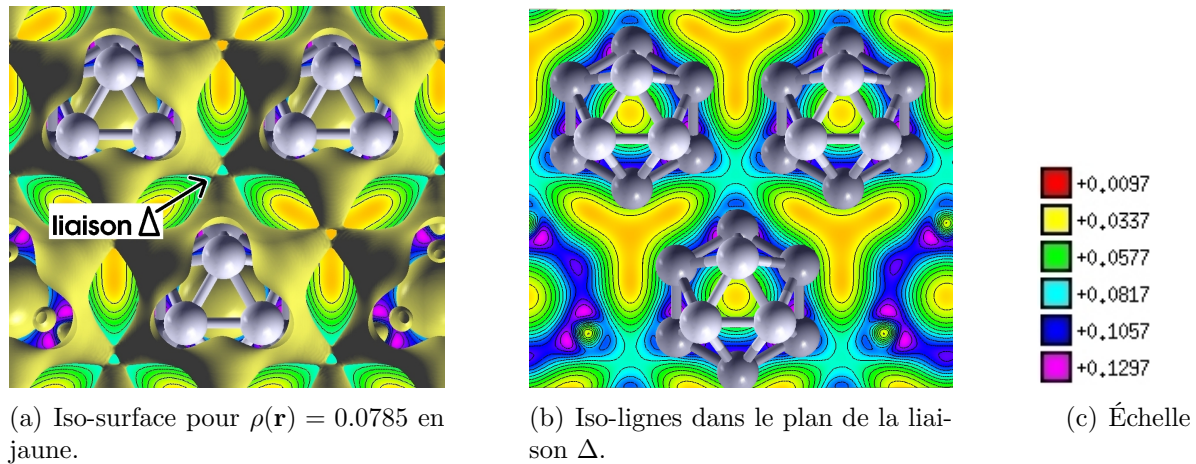 liaison Δ
+0.0097
+0.0337
+0.0577
+0.0817
+0.1057
+0.1297
(a) Iso-surface pour ρ(r) = 0.0785 en
jaune.
(b) Iso-lignes dans le plan de la liai-
son Δ.
(c) Échelle